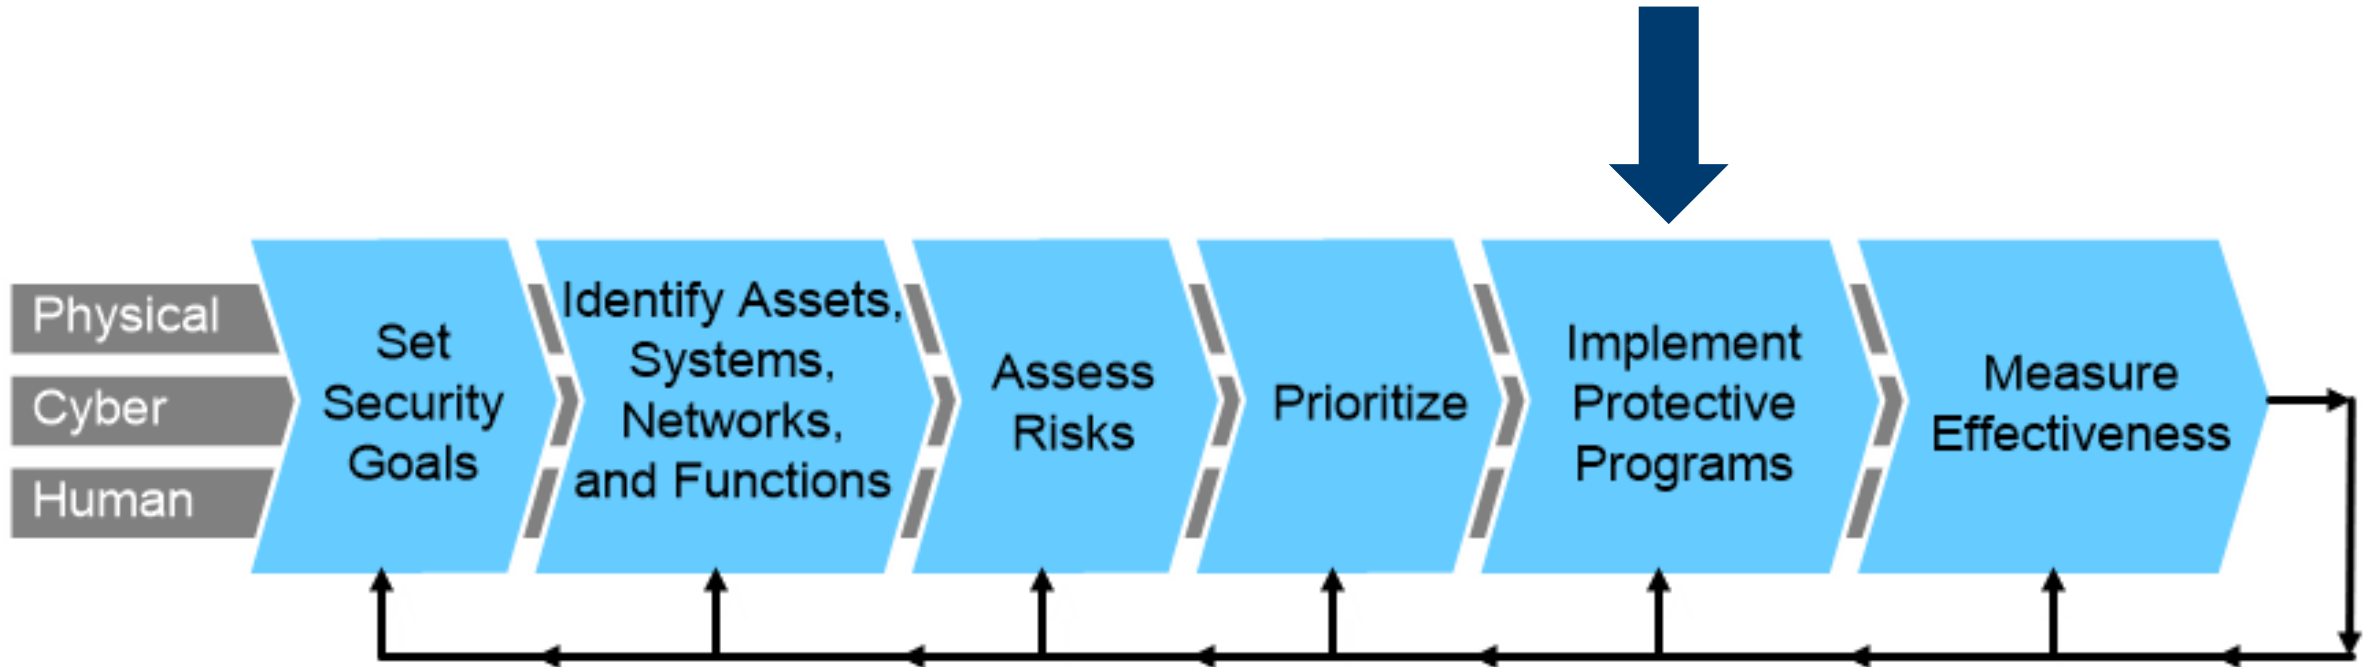 Physical
Cyber
Human
Set
Security
Goals
Identify Assets,
Systems,
Networks,
and Functions
Assess
Risks
Prioritize
Implement
Protective
Programs
Measure
Effectiveness